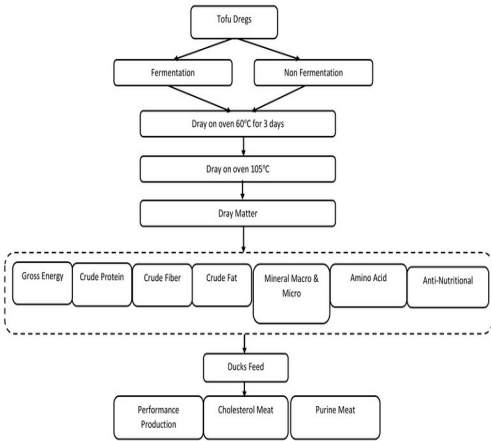 Tofu Dregs
Fermentation
Non Fermentation
Dray on oven 60°C for 3 days
Dray on oven 105°C
Dray Matter
Gross Energy
Crude Protein
Crude Fiber
Crude Fat
Mineral Macro &
Micro
Amino Acid
Anti-Nutritional
Ducks Feed
Performance
Production
Cholesterol Meat
Purine Meat